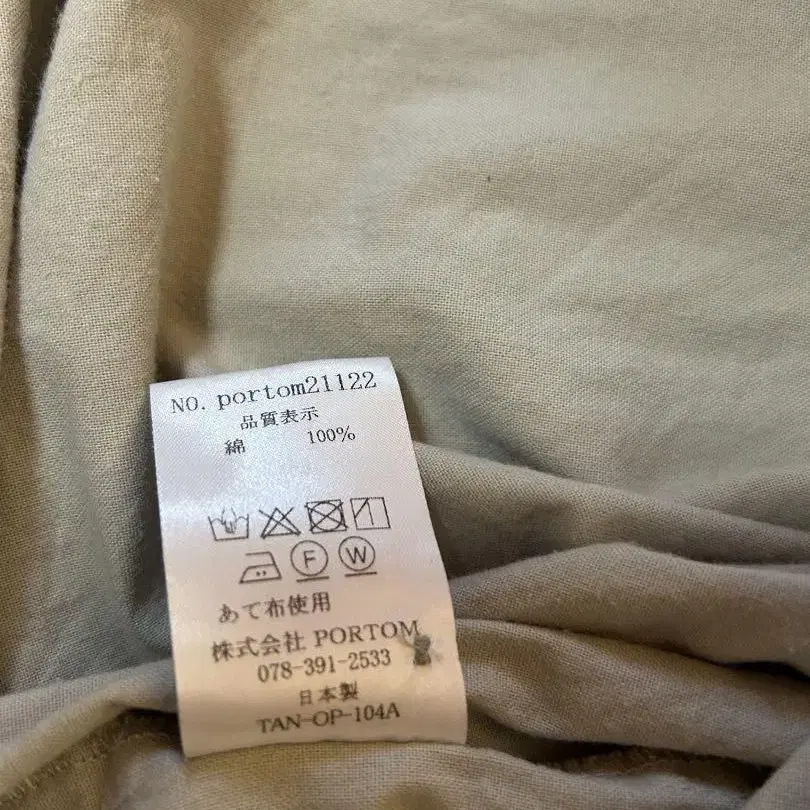 NO. portom21122
品質表示
綿 100%
F W
あて布使用
株式会社 PORTOM
078-391-2533
日本製
TAN-OP-104A